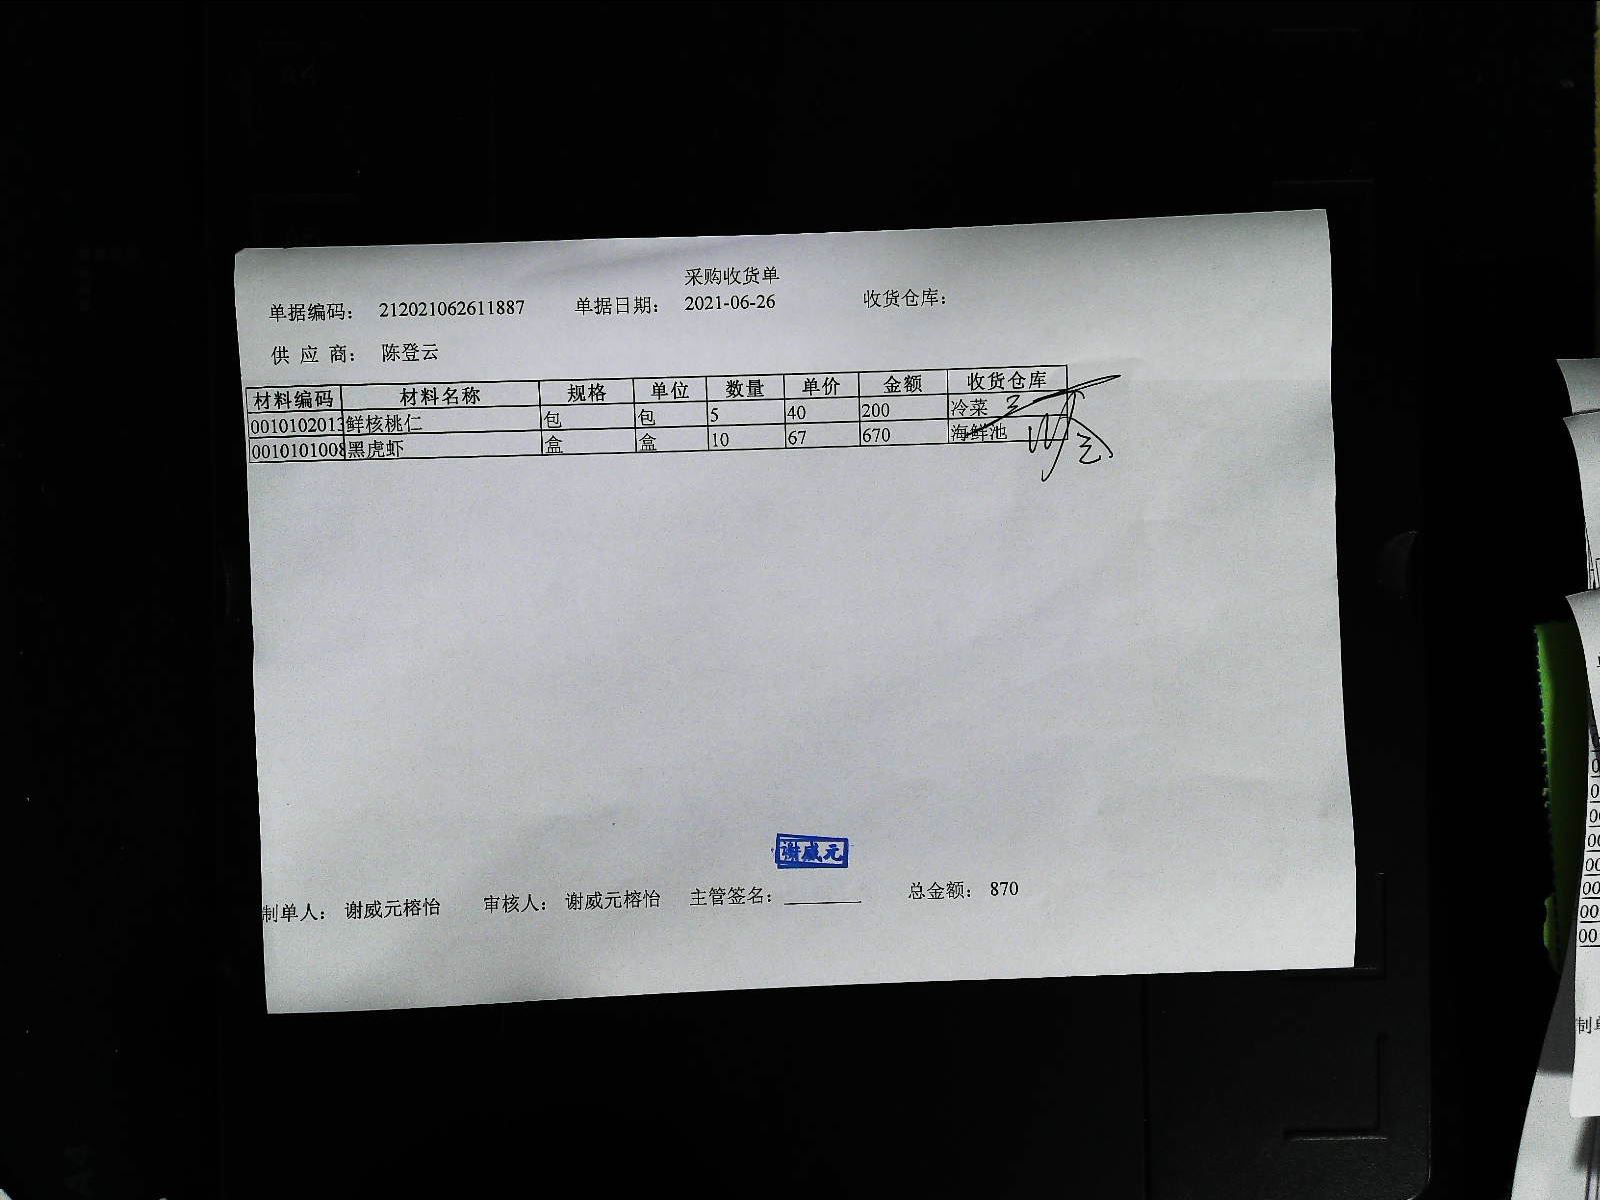 采购收货单
单据编码： 212021062611887 单据日期： 2021-06-26 收货仓库：
供 应 商： 陈登云
材料编码 材料名称 规格 单位 数量 单价 金额 收货仓库
0010102013 鲜核桃仁 包 包 5 40 200 冷菜
0010101008 黑虎虾 盒 盒 10 67 670 海鲜池
谢威元
制单人： 谢威元榕怡 审核人： 谢威元榕怡 主管签名： 总金额： 870